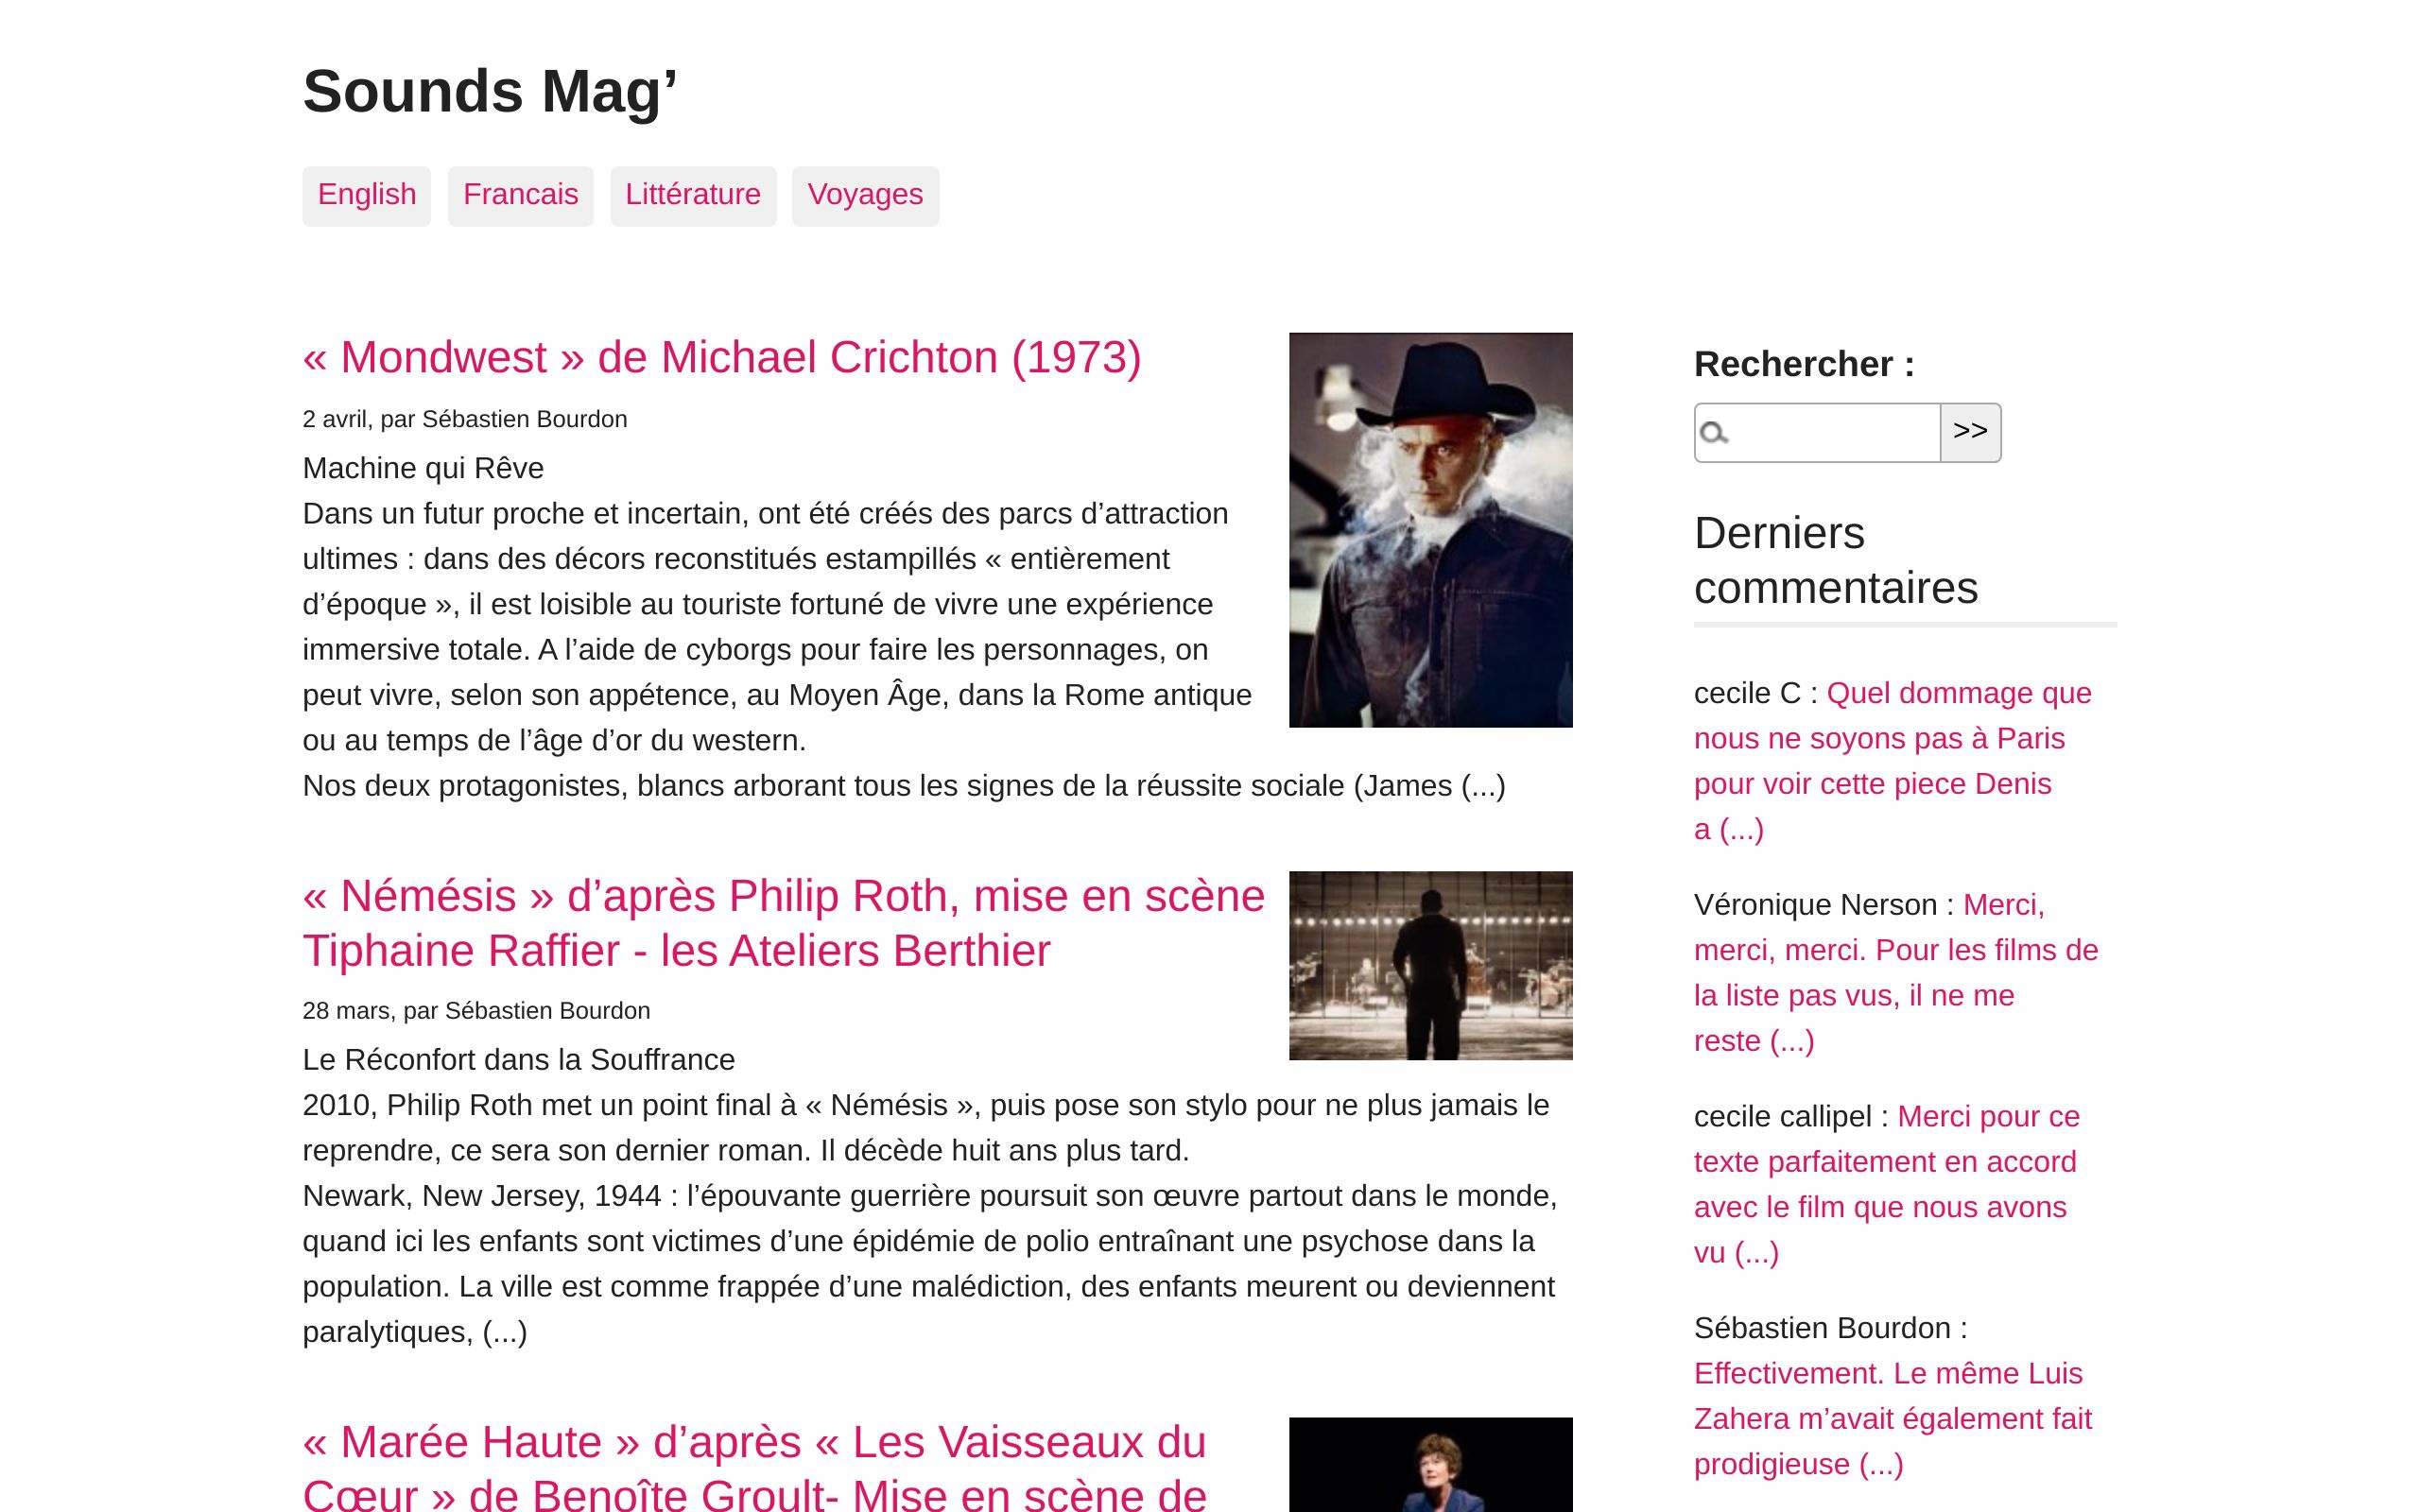 Sounds Mag’
English Francais Littérature Voyages
« Mondwest » de Michael Crichton (1973)
2 avril, par Sébastien Bourdon
Machine qui Rêve
Dans un futur proche et incertain, ont été créés des parcs d’attraction
ultimes : dans des décors reconstitués estampillés « entièrement
d’époque », il est loisible au touriste fortuné de vivre une expérience
immersive totale. A l’aide de cyborgs pour faire les personnages, on
peut vivre, selon son appétence, au Moyen Âge, dans la Rome antique
ou au temps de l’âge d’or du western.
Nos deux protagonistes, blancs arborant tous les signes de la réussite sociale (James (...)
« Némésis » d’après Philip Roth, mise en scène
Tiphaine Raffier - les Ateliers Berthier
28 mars, par Sébastien Bourdon
Le Réconfort dans la Souffrance
2010, Philip Roth met un point final à « Némésis », puis pose son stylo pour ne plus jamais le
reprendre, ce sera son dernier roman. Il décède huit ans plus tard.
Newark, New Jersey, 1944 : l’épouvante guerrière poursuit son œuvre partout dans le monde,
quand ici les enfants sont victimes d’une épidémie de polio entraînant une psychose dans la
population. La ville est comme frappée d’une malédiction, des enfants meurent ou deviennent
paralytiques, (...)
« Marée Haute » d’après « Les Vaisseaux du
Cœur » de Benoîte Groult- Mise en scène de
Rechercher :
>>
Derniers
commentaires
cecile C : Quel dommage que
nous ne soyons pas à Paris
pour voir cette piece Denis
a (...)
Véronique Nerson : Merci,
merci, merci. Pour les films de
la liste pas vus, il ne me
reste (...)
cecile callipel : Merci pour ce
texte parfaitement en accord
avec le film que nous avons
vu (...)
Sébastien Bourdon :
Effectivement. Le même Luis
Zahera m’avait également fait
prodigieuse (...)